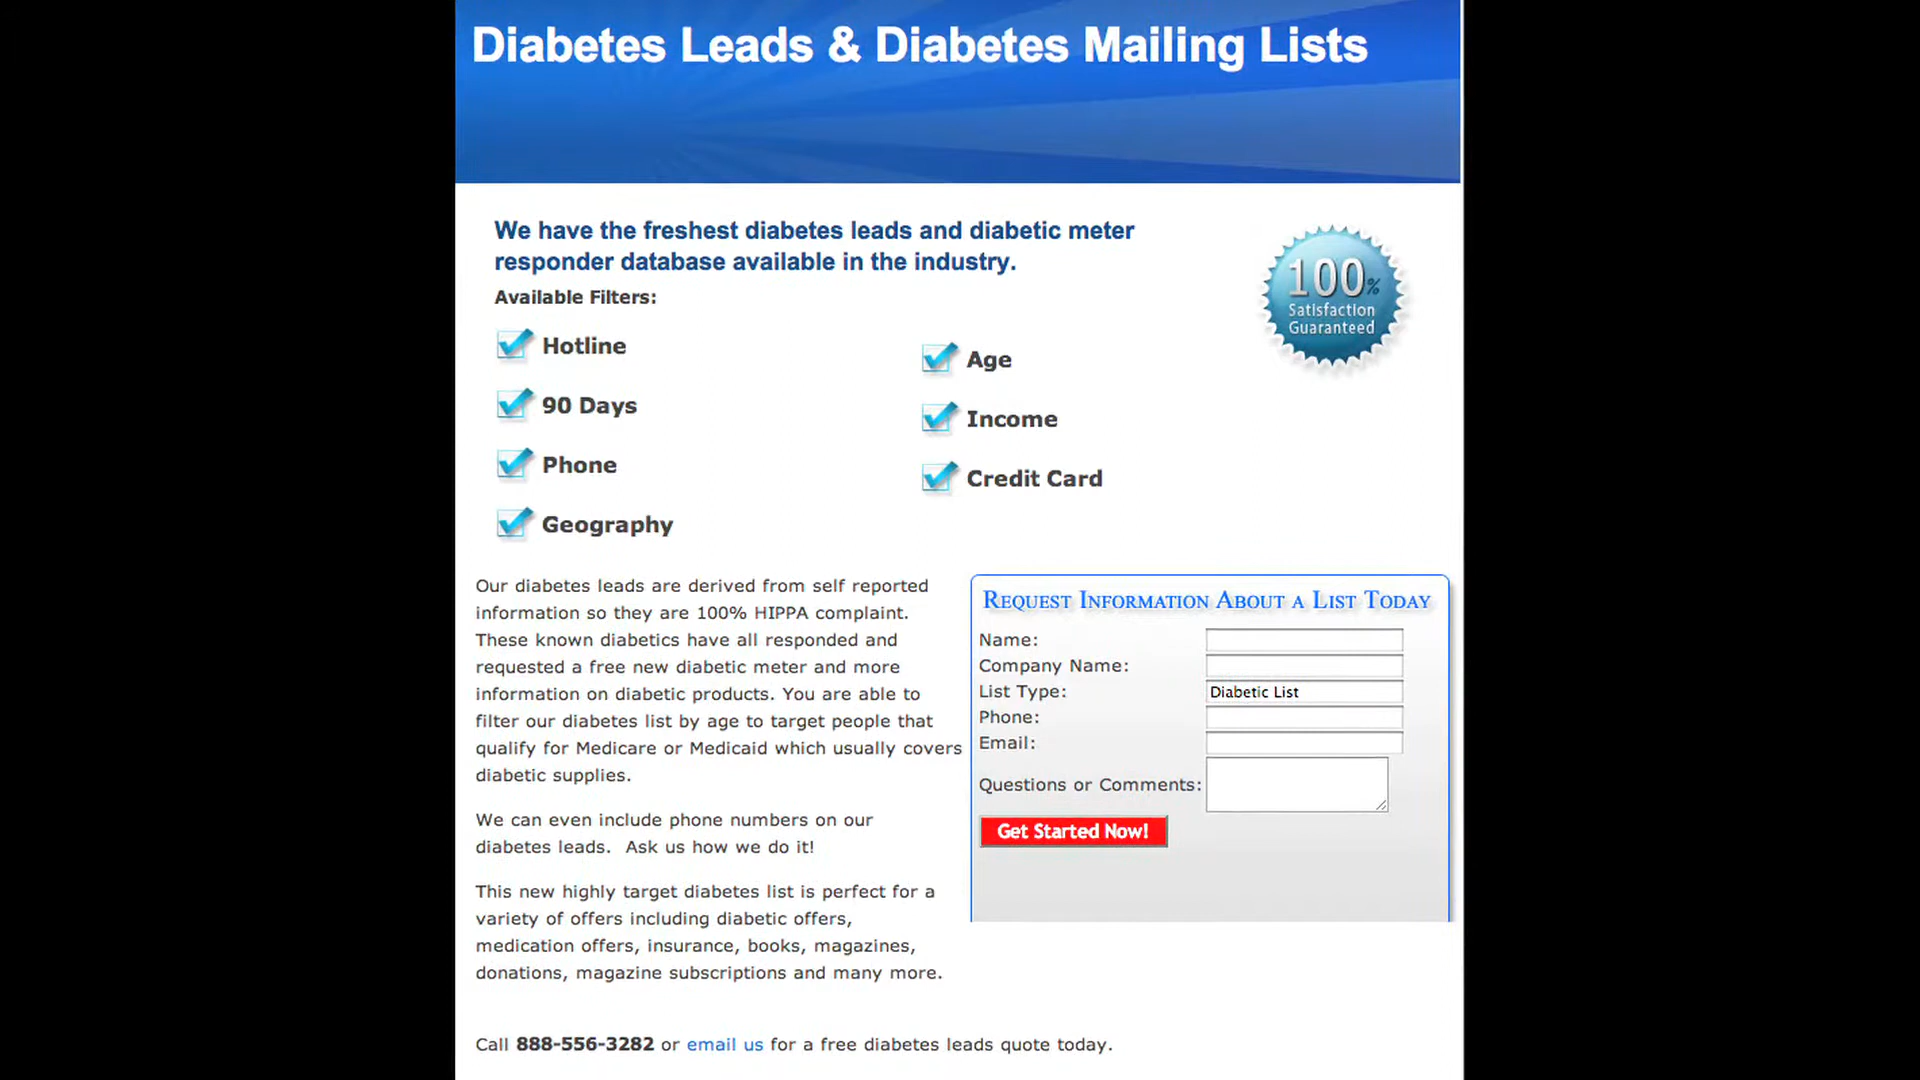 Diabetes Leads & Diabetes Mailing Lists
We have the freshest diabetes leads and diabetic meter
responder database available in the industry.
Available Filters:
Hotline
90 Days
Phone
Geography
Age
Income
Credit Card
100%
Satisfaction
Guaranteed
Our diabetes leads are derived from self reported
information so they are 100% HIPPA complaint.
These known diabetics have all responded and
requested a free new diabetic meter and more
information on diabetic products. You are able to
filter our diabetes list by age to target people that
qualify for Medicare or Medicaid which usually covers
diabetic supplies.
We can even include phone numbers on our
diabetes leads. Ask us how we do it!
This new highly target diabetes list is perfect for a
variety of offers including diabetic offers,
medication offers, insurance, books, magazines,
donations, magazine subscriptions and many more.
Request Information About a List Today
Name:
Company Name:
List Type: Diabetic List
Phone:
Email:
Questions or Comments:
Get Started Now!
Call 888-556-3282 or email us for a free diabetes leads quote today.